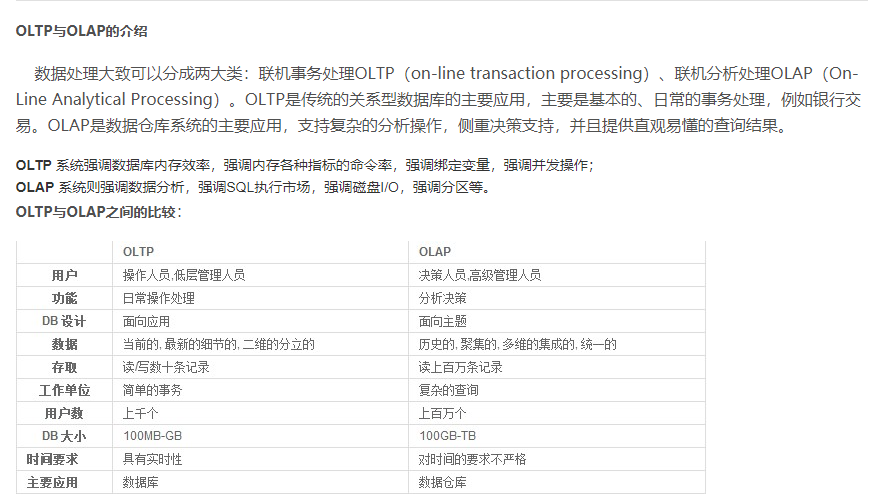 OLTP与OLAP的介绍
数据处理大致可以分成两大类：联机事务处理OLTP（on-line transaction processing）、联机分析处理OLAP（On-
Line Analytical Processing）。OLTP是传统的关系型数据库的主要应用，主要是基本的、日常的事务处理，例如银行交
易。OLAP是数据仓库系统的主要应用，支持复杂的分析操作，侧重决策支持，并且提供直观易懂的查询结果。
OLTP 系统强调数据库内存效率，强调内存各种指标的命令率，强调绑定变量，强调并发操作；
OLAP 系统则强调数据分析，强调SQL执行市场，强调磁盘I/O，强调分区等。
OLTP与OLAP之间的比较：
OLTP OLAP
用户 操作人员,低层管理人员 决策人员,高级管理人员
功能 日常操作处理 分析决策
DB 设计 面向应用 面向主题
数据 当前的, 最新的细节的, 二维的分立的 历史的, 聚集的, 多维的集成的, 统一的
存取 读/写数十条记录 读上百万条记录
工作单位 简单的事务 复杂的查询
用户数 上千个 上百万个
DB 大小 100MB-GB 100GB-TB
时间要求 具有实时性 对时间的要求不严格
主要应用 数据库 数据仓库